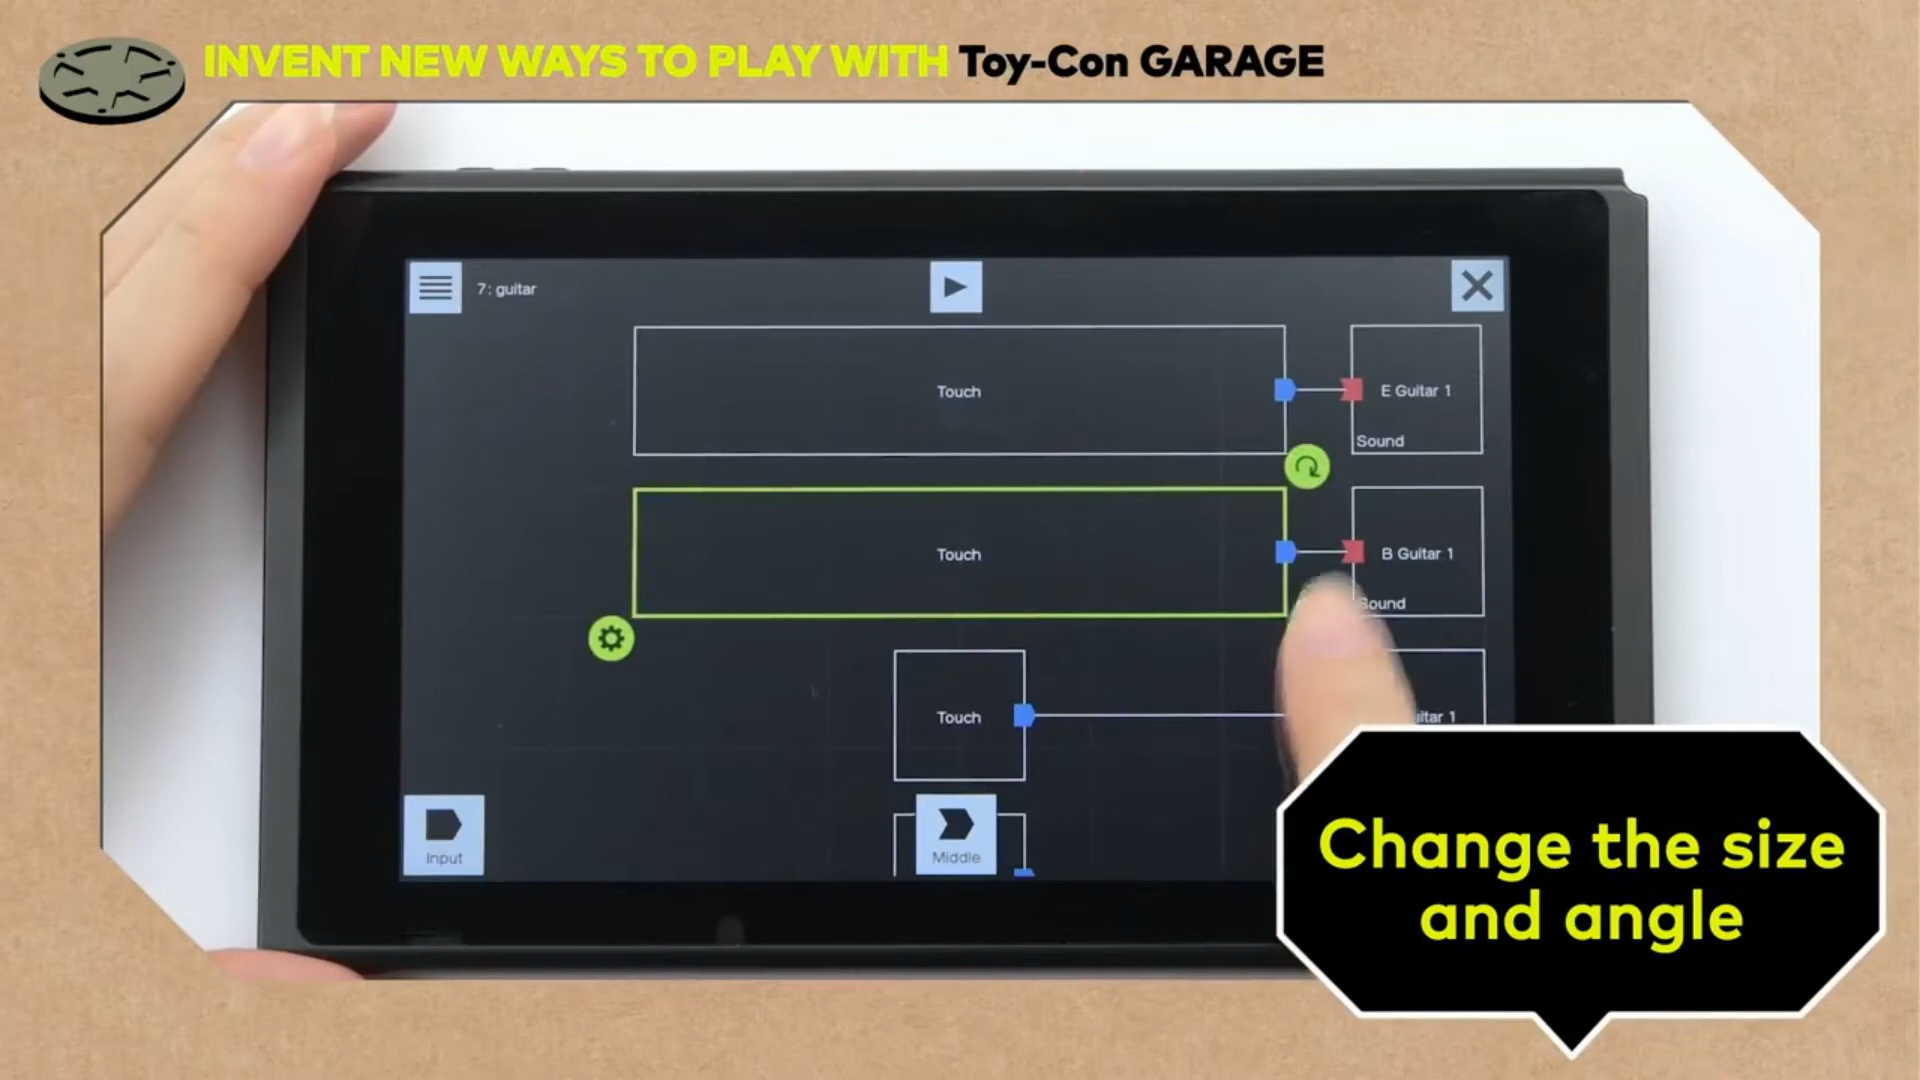 INVENT NEW WAYS TO PLAY WITH Toy-Con GARAGE
7: guitar
Touch
E Guitar 1
Sound
Touch
B Guitar 1
Sound
Touch
Input
Middle
Change the size
and angle